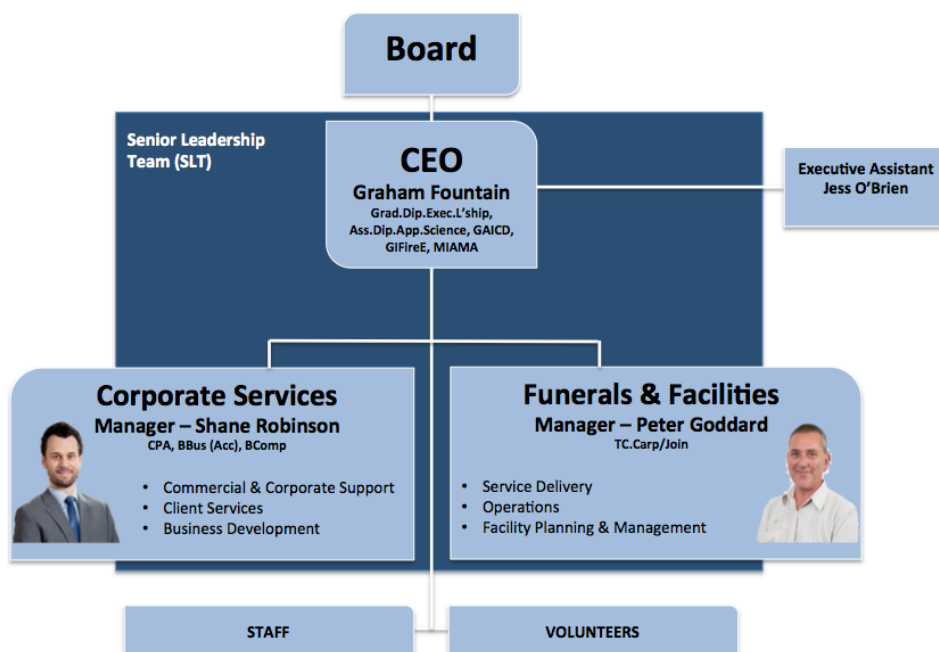 Board
Senior Leadership
Team (SLT)
CEO
Graham Fountain
Grad.Dip.Exec.L'ship,
Ass.Dip.App.Science, GAICD,
GIFireE, MIAMA
Executive Assistant
Jess O'Brien
Corporate Services
Manager – Shane Robinson
CPA, BBus (Acc), BComp
• Commercial & Corporate Support
• Client Services
• Business Development
Funerals & Facilities
Manager – Peter Goddard
TC.Carp/Join
• Service Delivery
• Operations
• Facility Planning & Management
STAFF
VOLUNTEERS